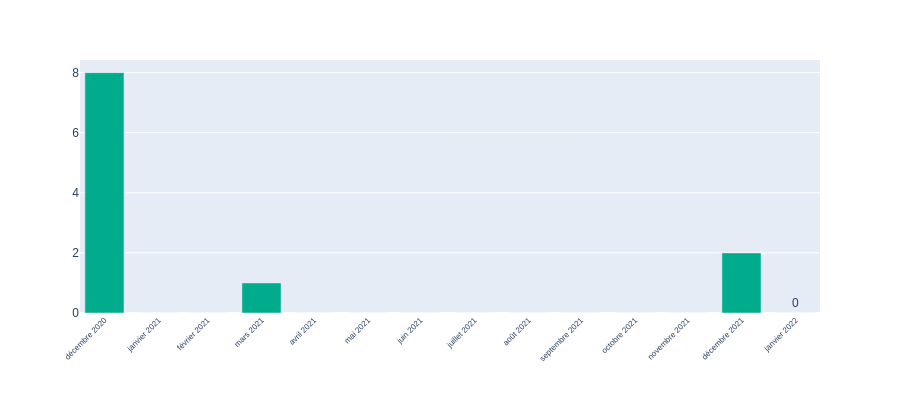 8
6
4
2
0
0
décembre 2020
janvier 2021
février 2021
mars 2021
avril 2021
mai 2021
juin 2021
juillet 2021
août 2021
septembre 2021
octobre 2021
novembre 2021
décembre 2021
janvier 2022